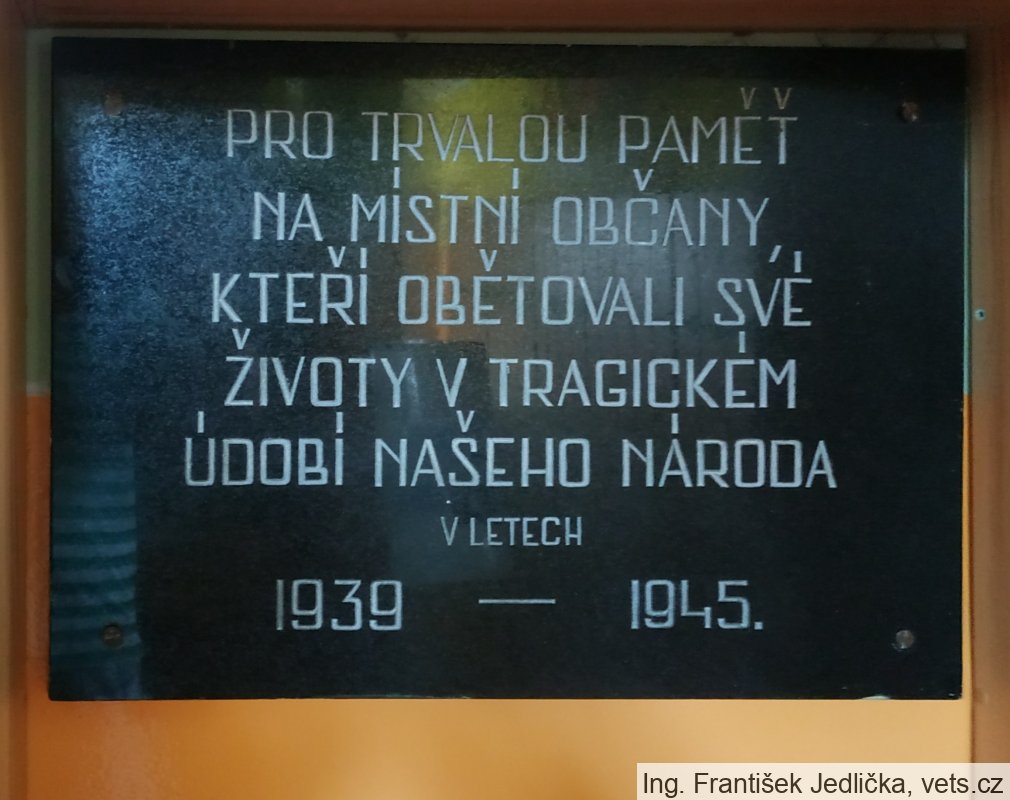 PRO TRVALOU PAMĚŤ
NA MÍSTNÍ OBČANY,
KTEŘÍ OBĚTOVALI SVÉ
ŽIVOTY V TRAGICKÉM
ÚDOBÍ NAŠEHO NÁRODA
V LETECH
1939 — 1945.
Ing. František Jedlička, vets.cz